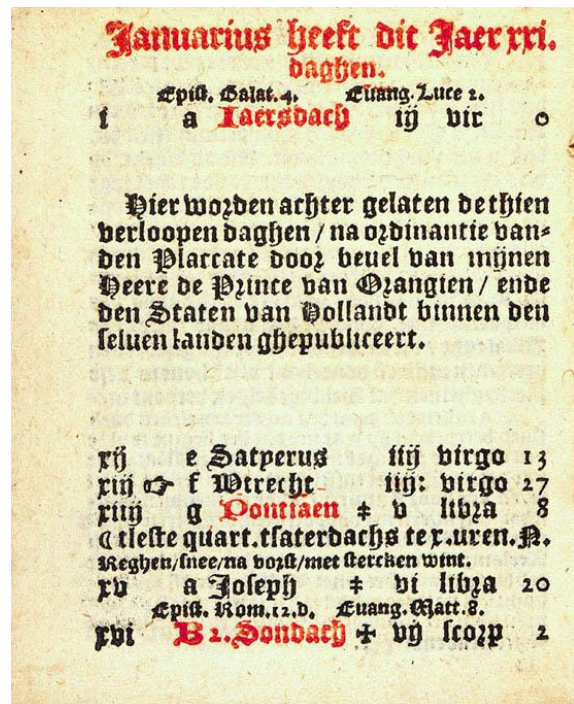 Januarius heeft dit Jaer xxi.
daghen.
Epist. Galat. 4. Euang. Luce 2.
i a Jaersdach iij vir 0
Hier worden achter gelaten de thien
verloopen daghen / na ordinantie van-
den Placcate door beuel van mijnen
Heere de Prince van Orangien / ende
den Staten van Hollandt binnen den
seluen landen ghepubliceert.
xij e Satyerus iiij virgo 13
xiij ☞ f Wtrecht iiij: virgo 27
xiiij g Pontiaen ‡ v libra 8
☾ tleste quart. tsaterdachs te x. uren. N.
Reghen/snee/na vorst/met stercken wint.
xv a Joseph ‡ vi libra 20
Epist. Rom. 12. d. Euang. Matt. 8.
xvi B 2. Sondach ✠ vij scorp 2